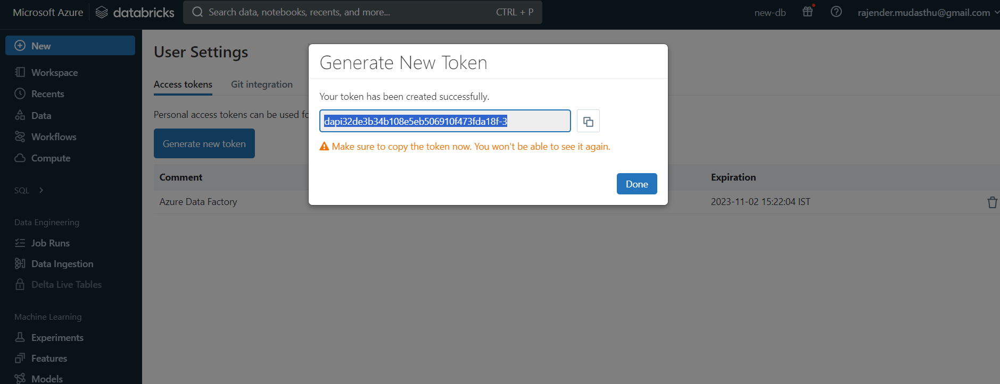 Microsoft Azure
databricks
Search data, notebooks, recents, and more...
CTRL + P
new-db
rajender.mudasthu@gmail.com
New
Workspace
Recents
Data
Workflows
Compute
SQL
Data Engineering
Job Runs
Data Ingestion
Delta Live Tables
Machine Learning
Experiments
Features
Models
User Settings
Access tokens
Git integration
Personal access tokens can be used fo
Generate new token
Comment
Expiration
Azure Data Factory
2023-11-02 15:22:04 IST
Generate New Token
Your token has been created successfully.
dapi32de3b34b108e5eb506910f473fda18f-3
Make sure to copy the token now. You won't be able to see it again.
Done